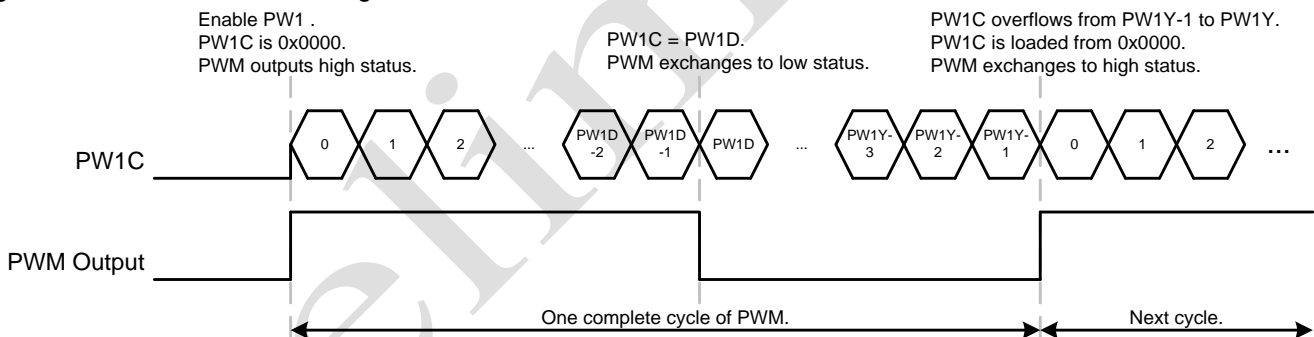 Enable PW1 .
PW1C is 0x0000.
PWM outputs high status.
PW1C = PW1D.
PWM exchanges to low status.
PW1C overflows from PW1Y-1 to PW1Y.
PW1C is loaded from 0x0000.
PWM exchanges to high status.
PW1C
0 1 2 ... PW1D-2 PW1D-1 PW1D ... PW1Y-3 PW1Y-2 PW1Y-1 0 1 2 ...
PWM Output
One complete cycle of PWM.
Next cycle.